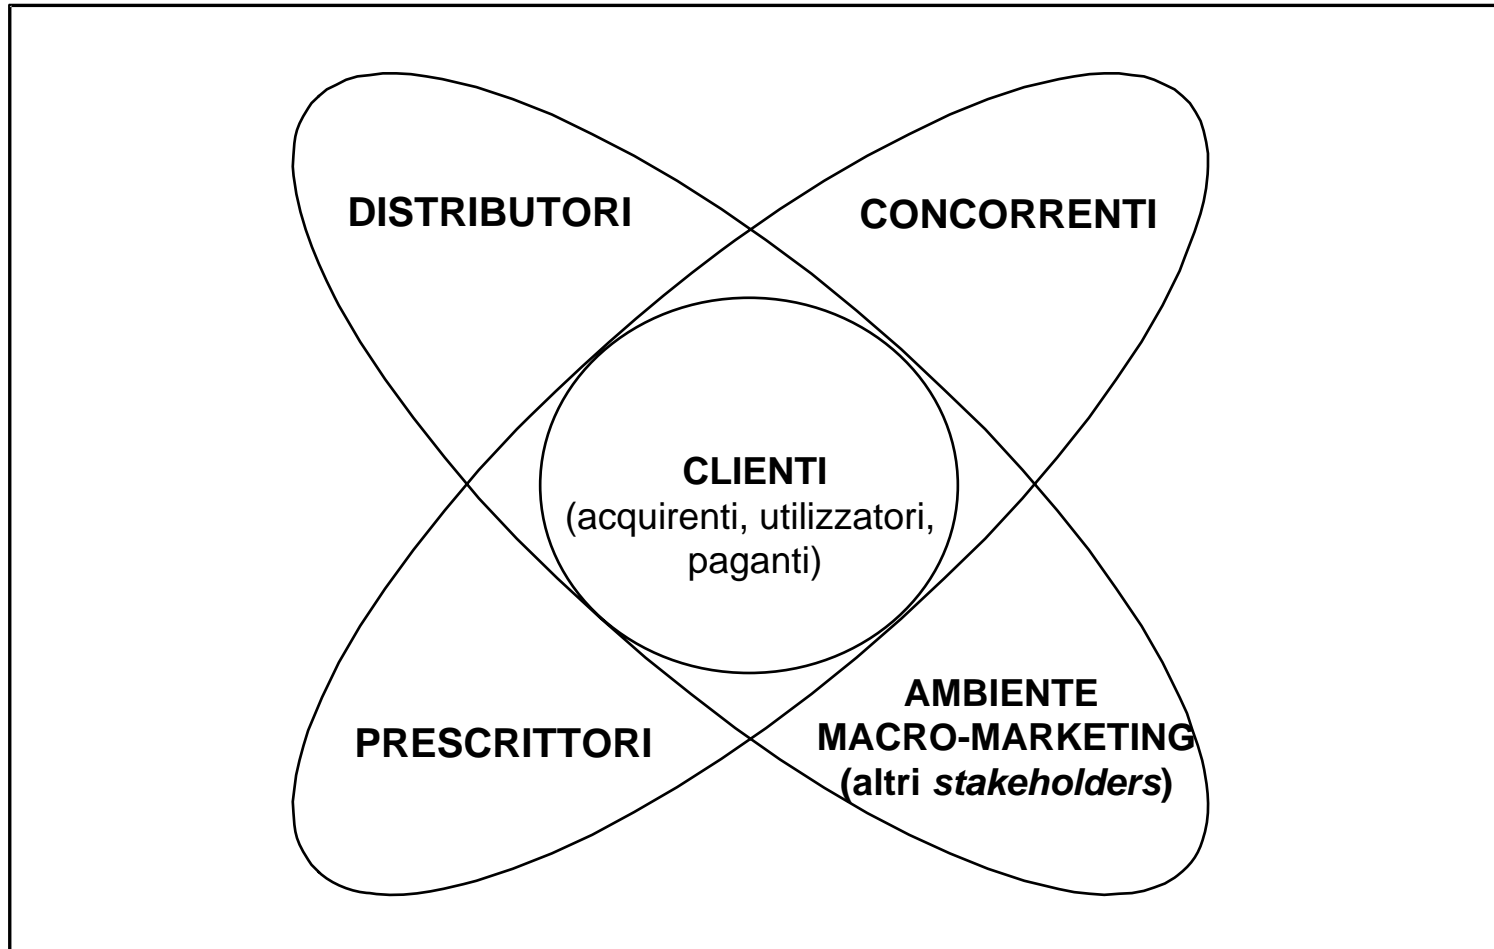 DISTRIBUTORI
CONCORRENTI
CLIENTI
(acquirenti, utilizzatori,
paganti)
PRESCRITTORI
AMBIENTE
MACRO-MARKETING
(altri stakeholders)